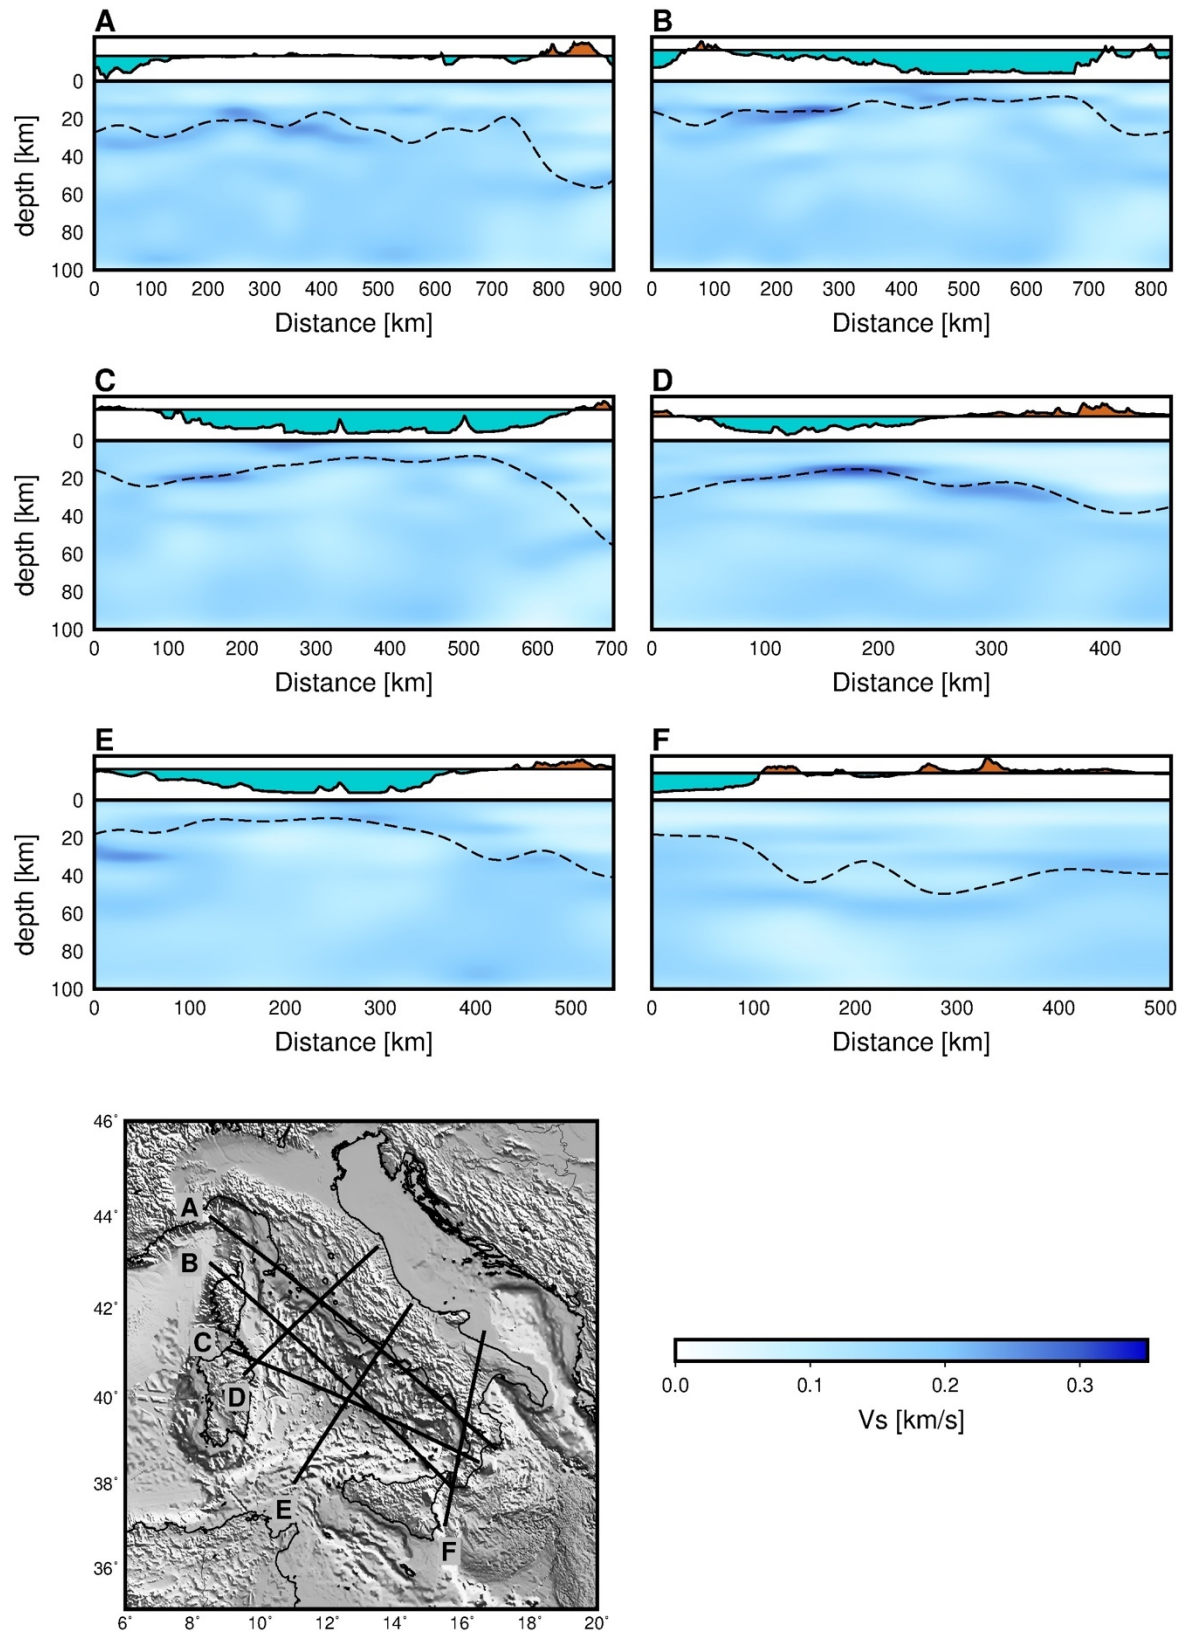 A B
0
20
40
60
80
100
depth [km]
0 100 200 300 400 500 600 700 800 900
0 100 200 300 400 500 600 700 800
Distance [km] Distance [km]
C D
0
20
40
60
80
100
depth [km]
0 100 200 300 400 500 600 700
0 100 200 300 400
Distance [km] Distance [km]
E F
0
20
40
60
80
100
depth [km]
0 100 200 300 400 500
0 100 200 300 400 500
Distance [km] Distance [km]
46°
44°
42°
40°
38°
36°
A
B
C
D
E
F
6° 8° 10° 12° 14° 16° 18° 20°
0.0 0.1 0.2 0.3
Vs [km/s]